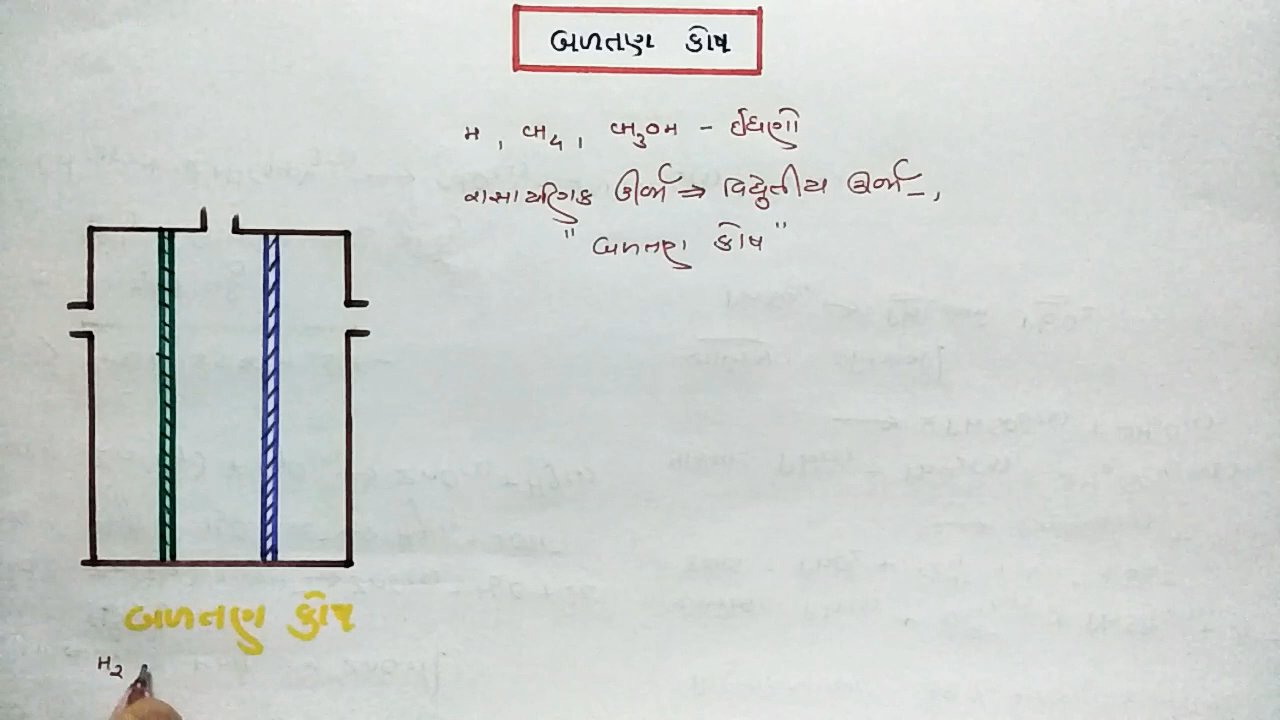 બળતણ કોષ
H, CH4, CH3OH - ઈંધણો
રાસાયણિક ઊર્જા ⇒ વિદ્યુતીય ઊર્જા,
"બળતણ કોષ"
બળતણ કોષ
H2